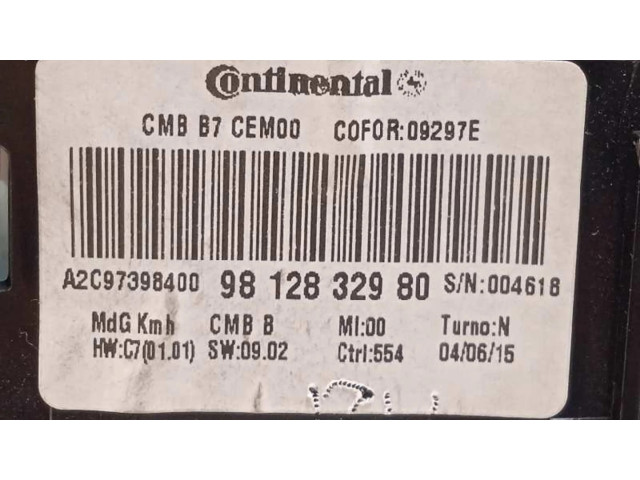 Continental
CMB B7 CEM00 COFOR:09297E
A2C97398400 98 128 329 80 S/N:004618
MdG Kmh CMB B MI:00 Turno:N
HW:C7(01.01) SW:09.02 Ctrl:554 04/06/15